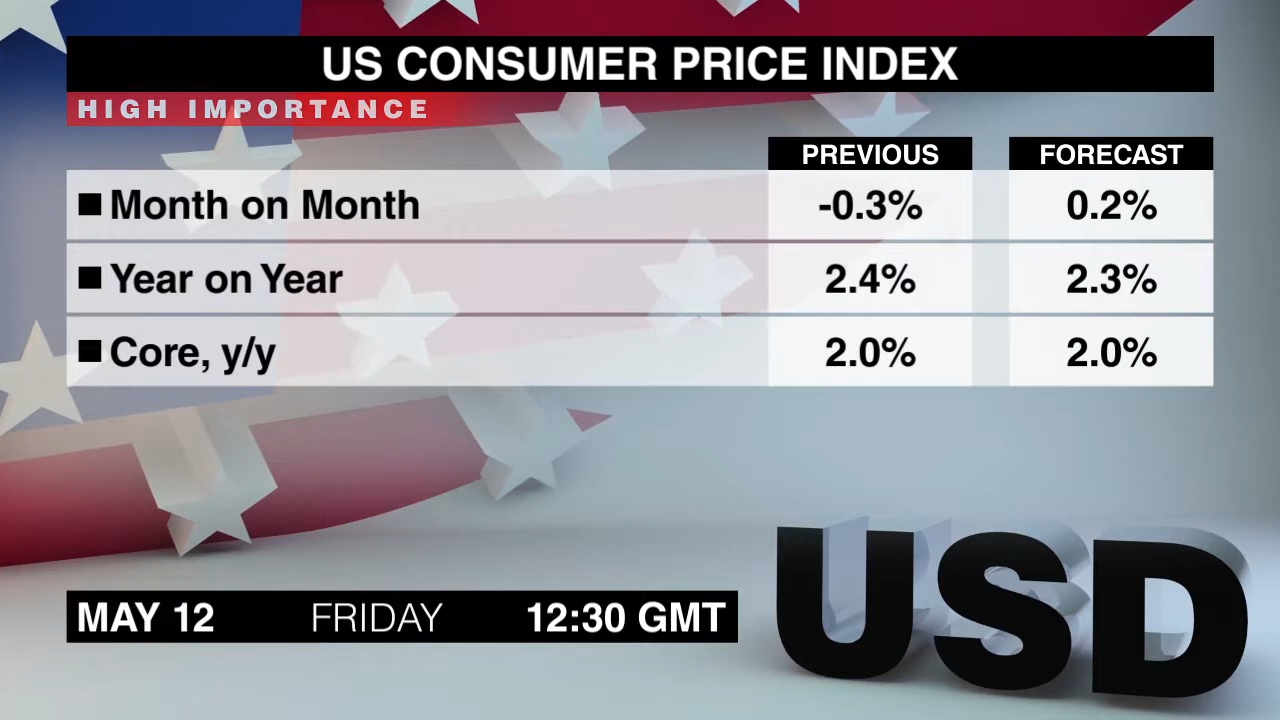 US CONSUMER PRICE INDEX
HIGH IMPORTANCE
PREVIOUS FORECAST
Month on Month -0.3% 0.2%
Year on Year 2.4% 2.3%
Core, y/y 2.0% 2.0%
MAY 12 FRIDAY 12:30 GMT
USD